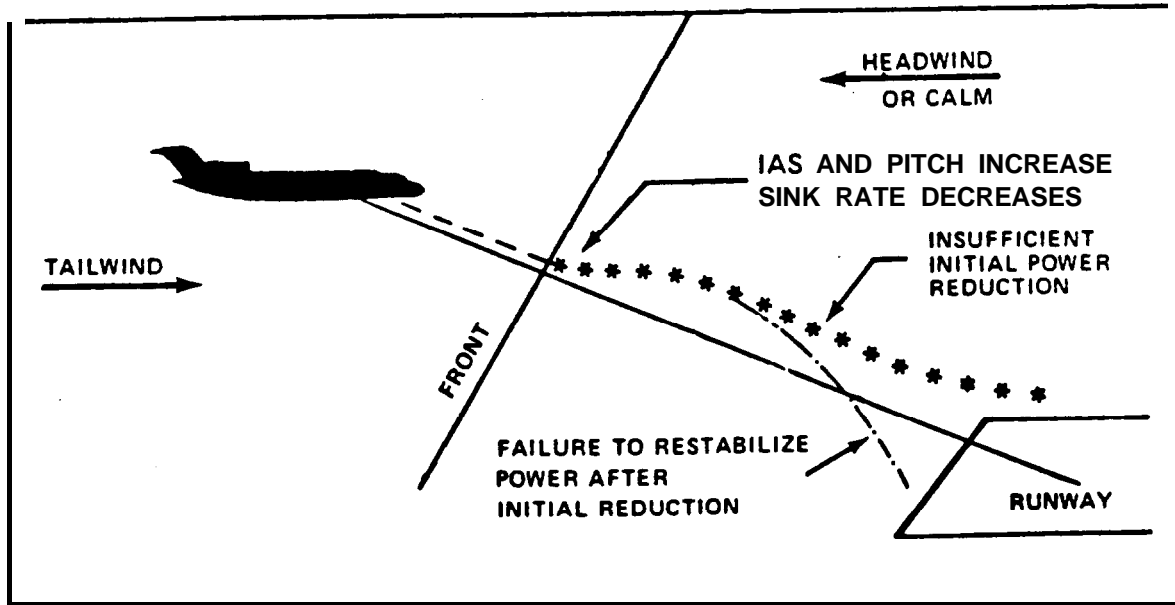 HEADWIND
OR CALM
IAS AND PITCH INCREASE
SINK RATE DECREASES
INSUFFICIENT
INITIAL POWER
REDUCTION
TAILWIND
FRONT
FAILURE TO RESTABILIZE
POWER AFTER
INITIAL REDUCTION
RUNWAY